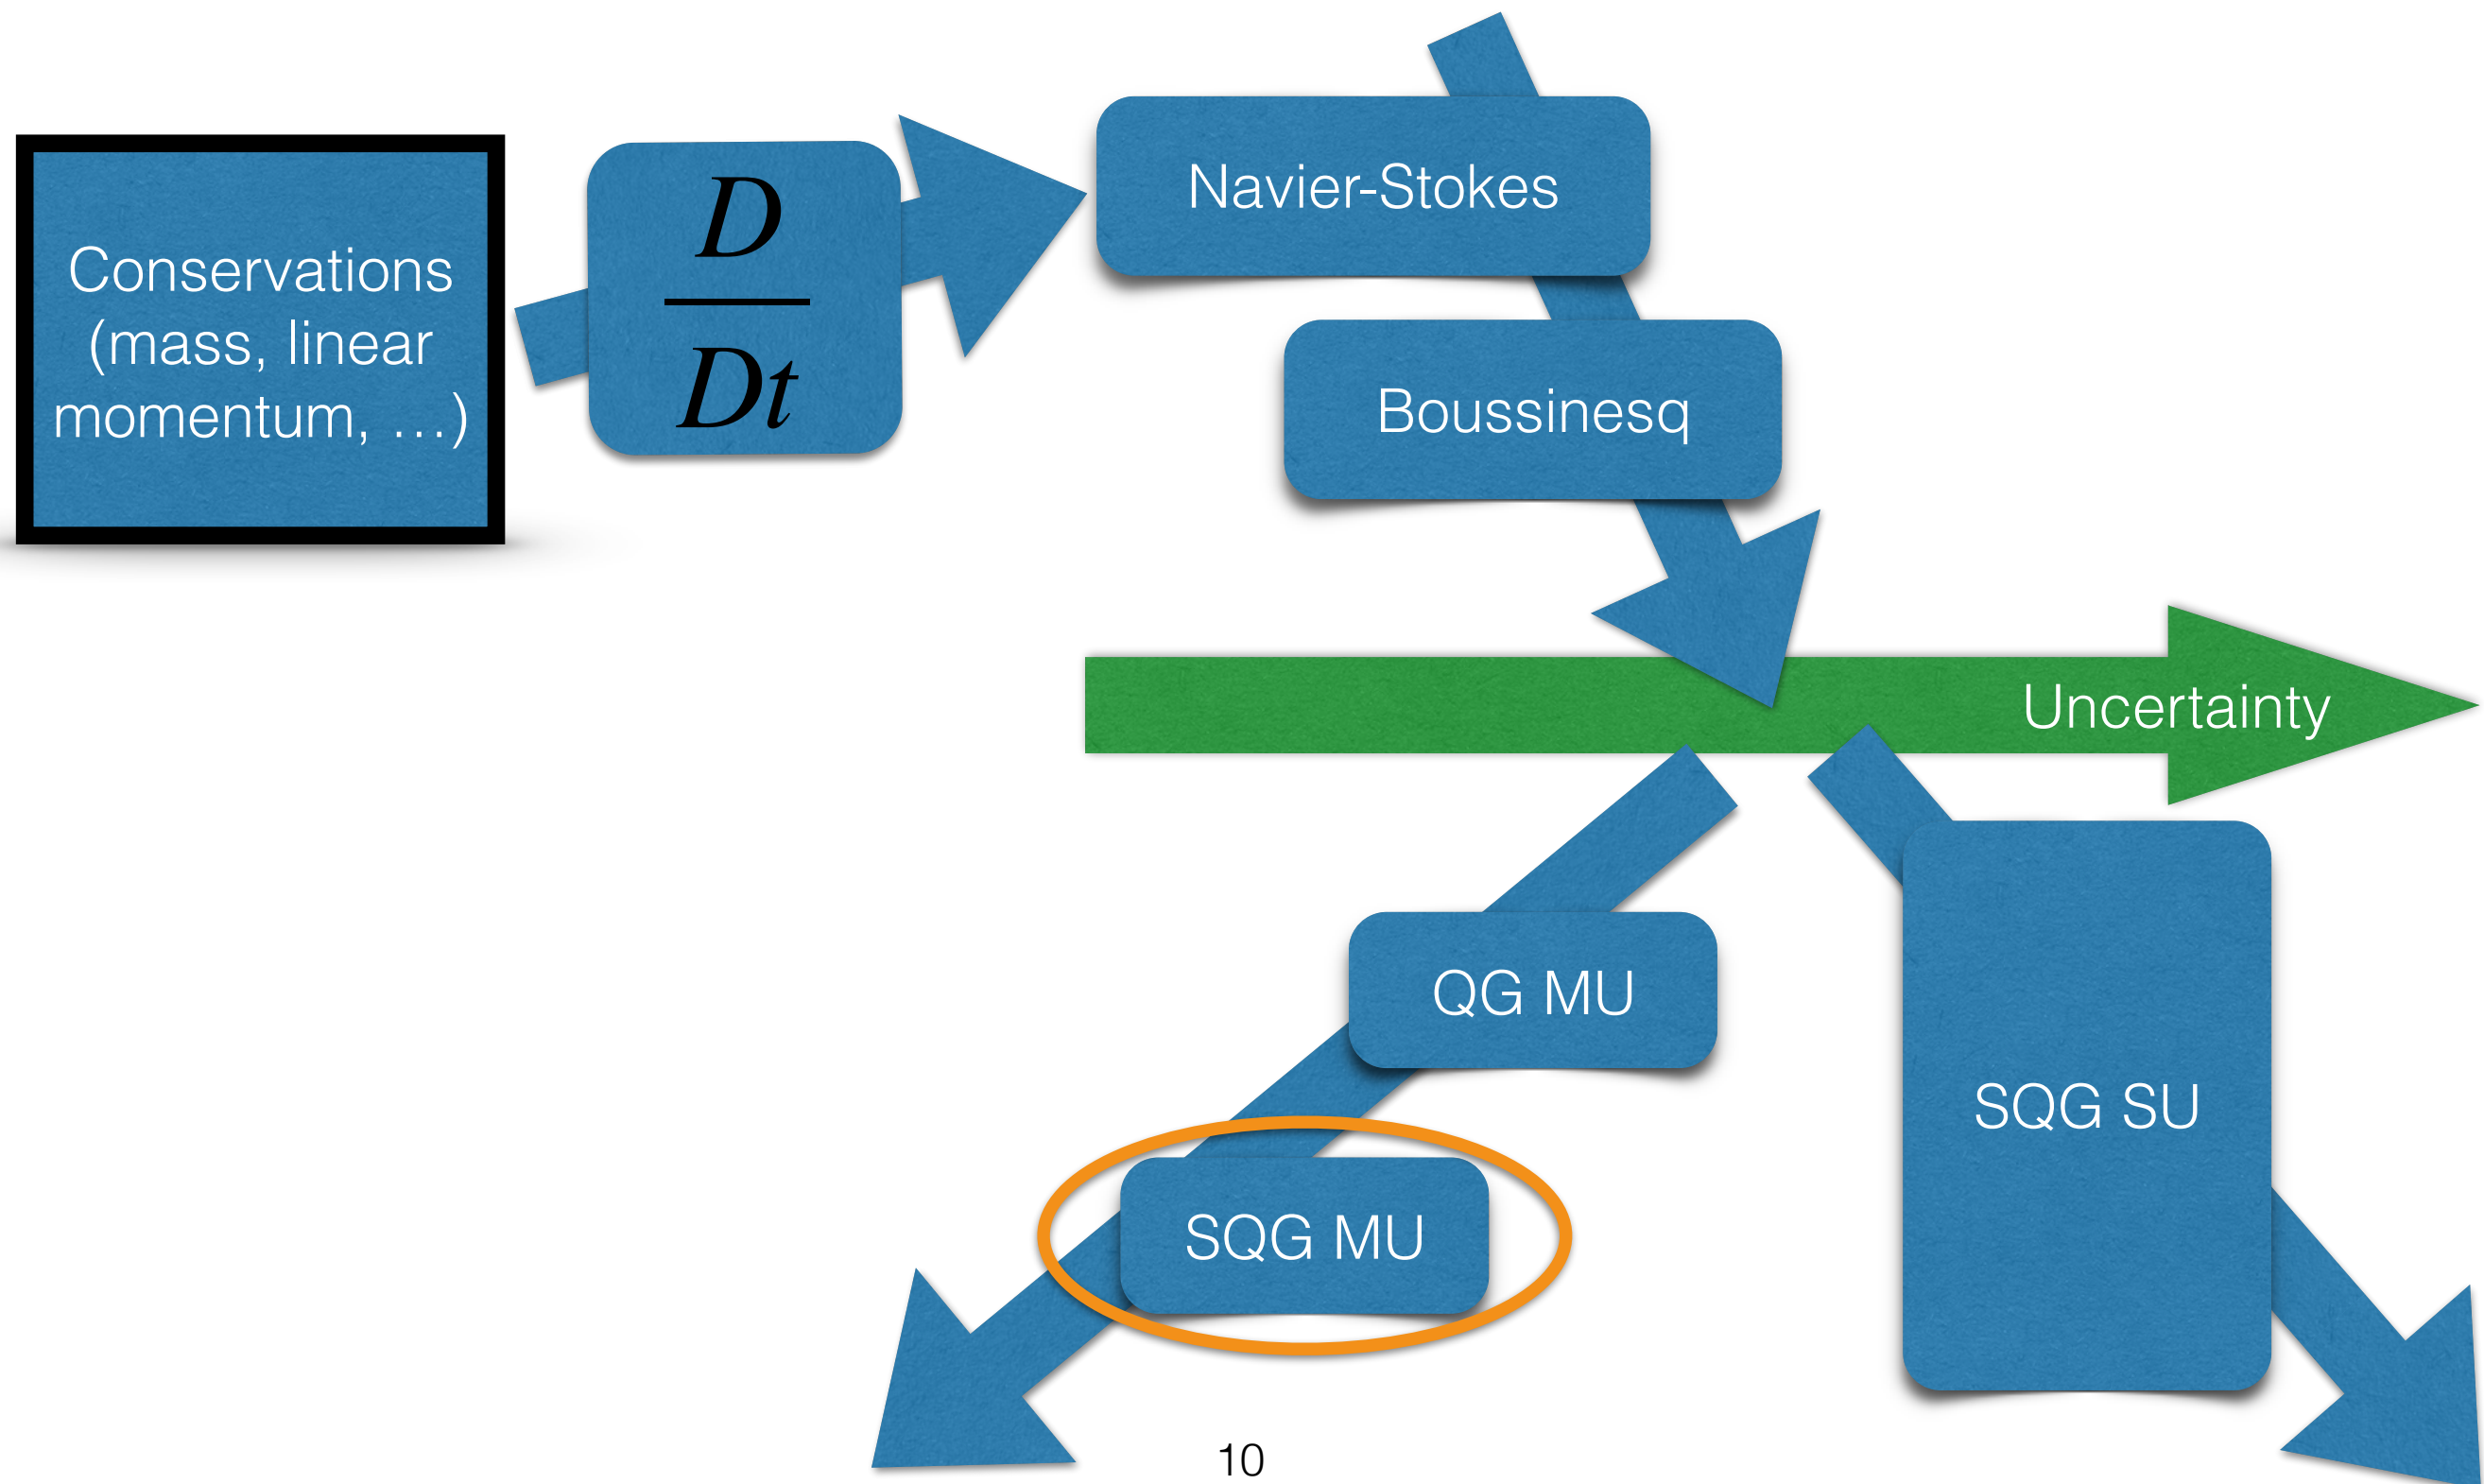 Conservations
(mass, linear
momentum, …)
D
Dt
Navier-Stokes
Boussinesq
Uncertainty
QG MU
SQG MU
SQG SU
10